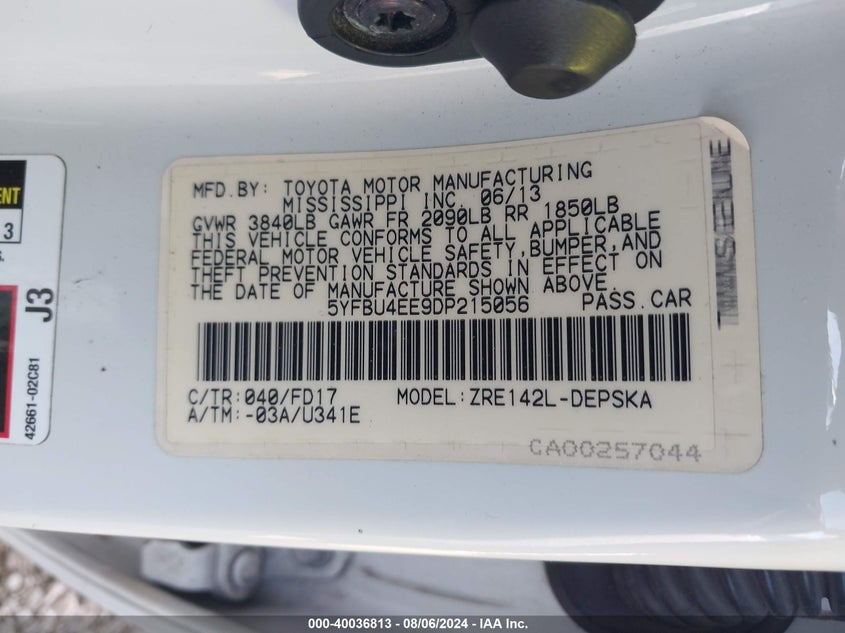 MFD.BY: TOYOTA MOTOR MANUFACTURING
MISSISSIPPI INC. 06/13
GVWR 3840LB GAWR FR 2090LB RR 1850LB
THIS VEHICLE CONFORMS TO ALL APPLICABLE
FEDERAL MOTOR VEHICLE SAFETY,BUMPER,AND
THEFT PREVENTION STANDARDS IN EFFECT ON
THE DATE OF MANUFACTURE SHOWN ABOVE.
5YFBU4EE9DP215056 PASS.CAR
C/TR:040/FD17 MODEL:ZRE142L-DEPSKA
A/TM:-03A/U341E
CA00257044
J3
42661-02C81
000-40036813 - 08/06/2024 - IAA Inc.